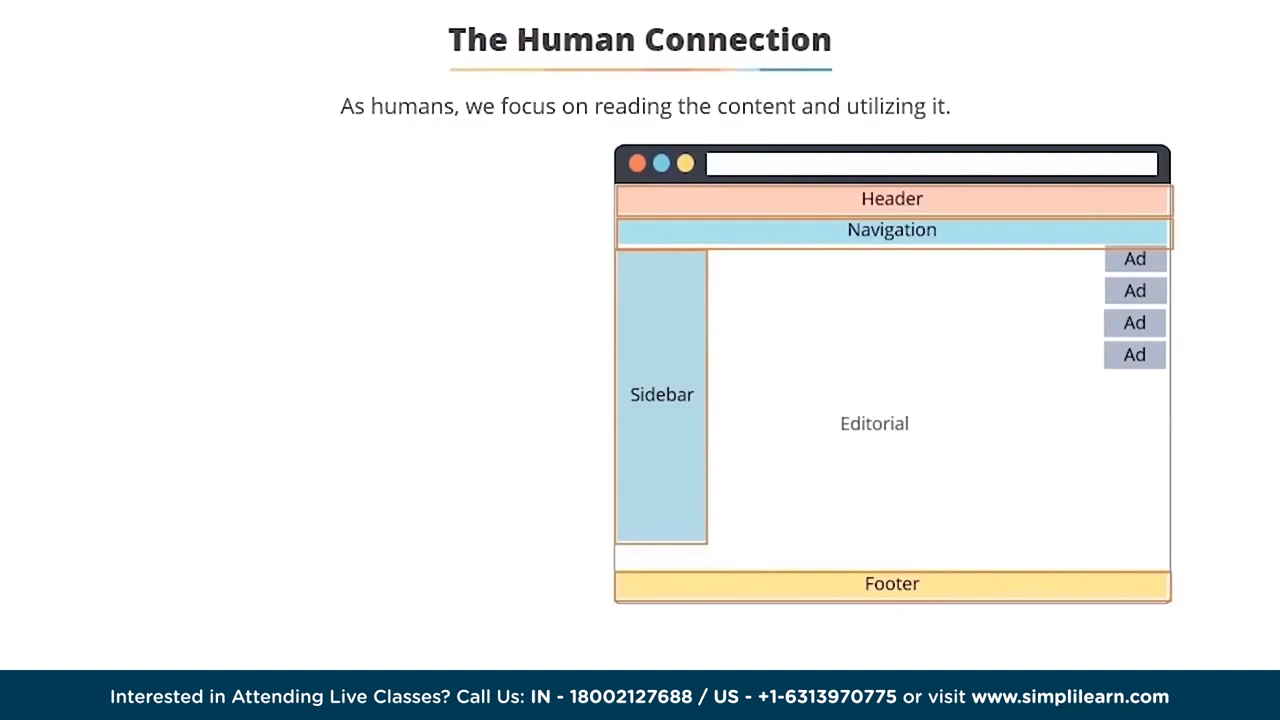 The Human Connection
As humans, we focus on reading the content and utilizing it.
Header
Navigation
Ad
Ad
Ad
Ad
Sidebar
Editorial
Footer
Interested in Attending Live Classes? Call Us: IN - 18002127688 / US - +1-6313970775 or visit www.simplilearn.com